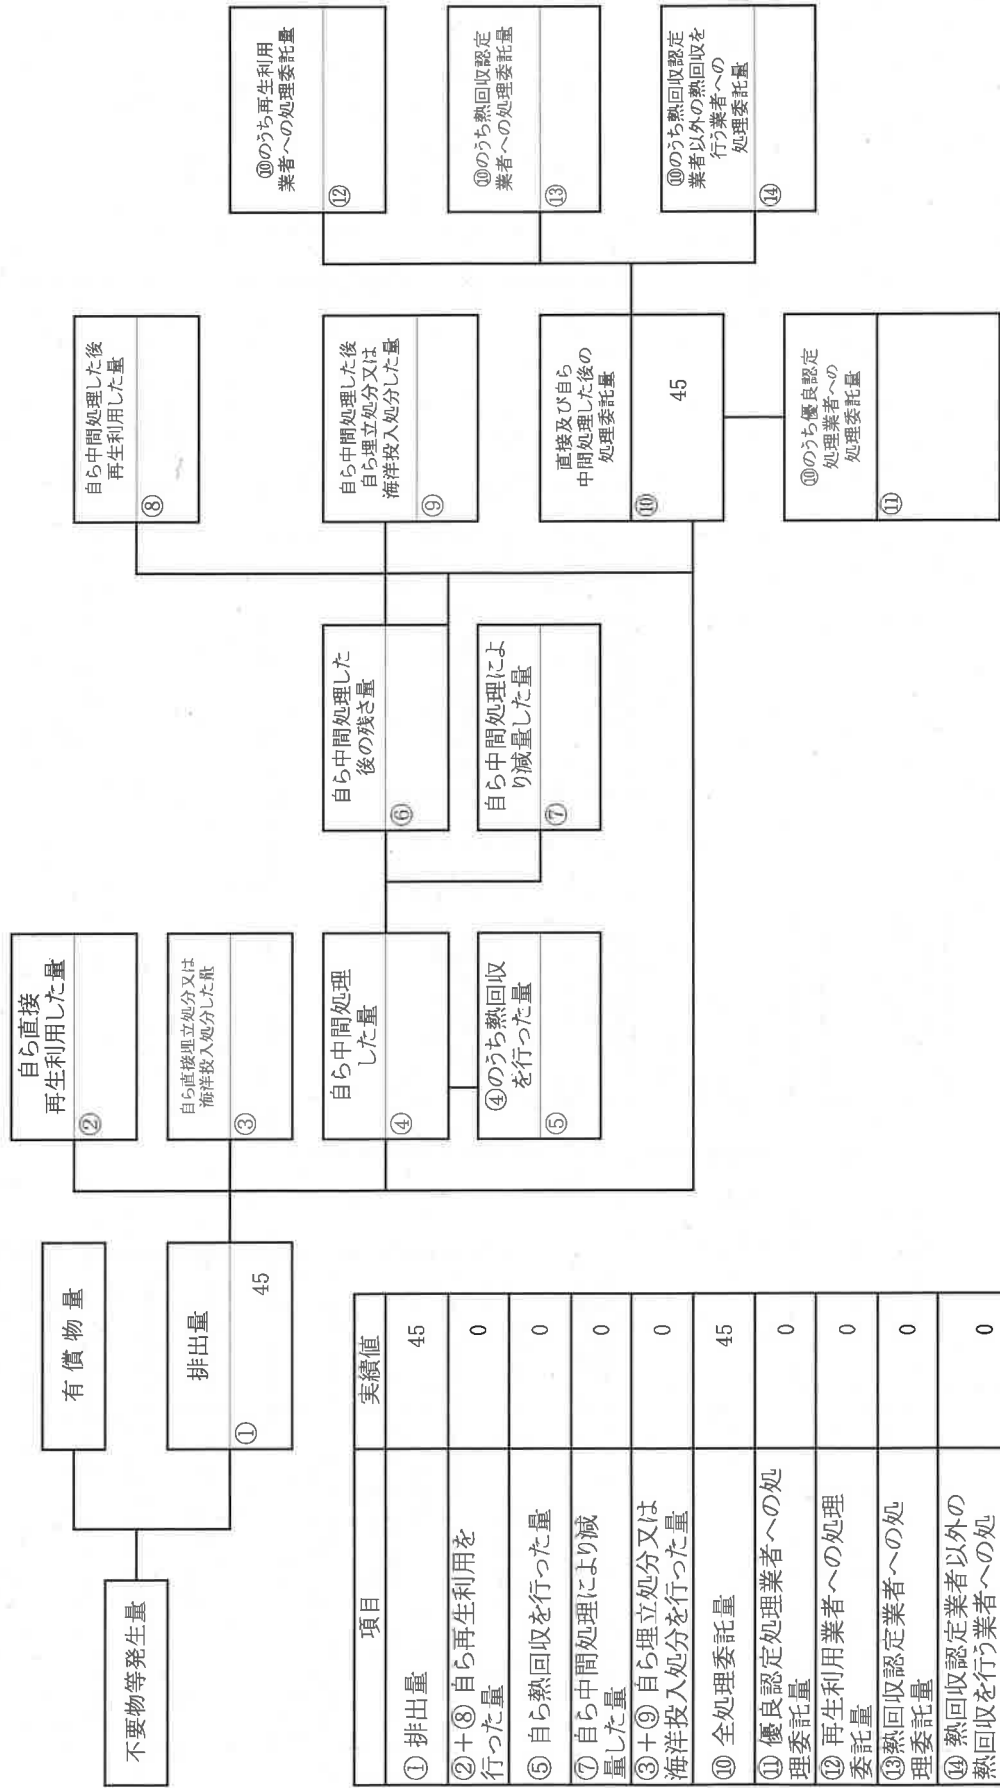 不要物等発生量
有償物量
排出量
①
45
自ら直接
再生利用した量
②
自ら直接埋立処分又は
海洋投入処分した量
③
自ら中間処理
した量
④
④のうち熱回収
を行った量
⑤
自ら中間処理した
後の残さ量
⑥
自ら中間処理によ
り減量した量
⑦
自ら中間処理した後
再生利用した量
⑧
自ら中間処理した後
自ら埋立処分又は
海洋投入処分した量
⑨
直接及び自ら
中間処理した後の
処理委託量
⑩
45
⑩のうち優良認定
処理業者への
処理委託量
⑪
⑩のうち再生利用
業者への処理委託量
⑫
⑩のうち熱回収認定
業者への処理委託量
⑬
⑩のうち熱回収認定
業者以外の熱回収を
行う業者への
処理委託量
⑭
項目 実績値
① 排出量 45
②+⑧ 自ら再生利用を
行った量 0
⑤ 自ら熱回収を行った量 0
⑦ 自ら中間処理により減
量した量 0
③+⑨ 自ら埋立処分又は
海洋投入処分を行った量 0
⑩ 全処理委託量 45
⑪ 優良認定処理業者への処
理委託量 0
⑫ 再生利用業者への処理
委託量 0
⑬熱回収認定業者への処
理委託量 0
⑭ 熱回収認定業者以外の
熱回収を行う業者への処 0